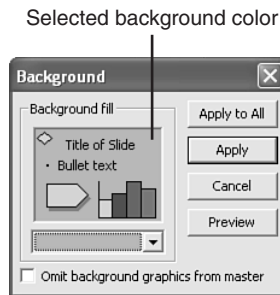 Selected background color
Background
Background fill
Apply to All
Title of Slide
• Bullet text
Apply
Cancel
Preview
Omit background graphics from master